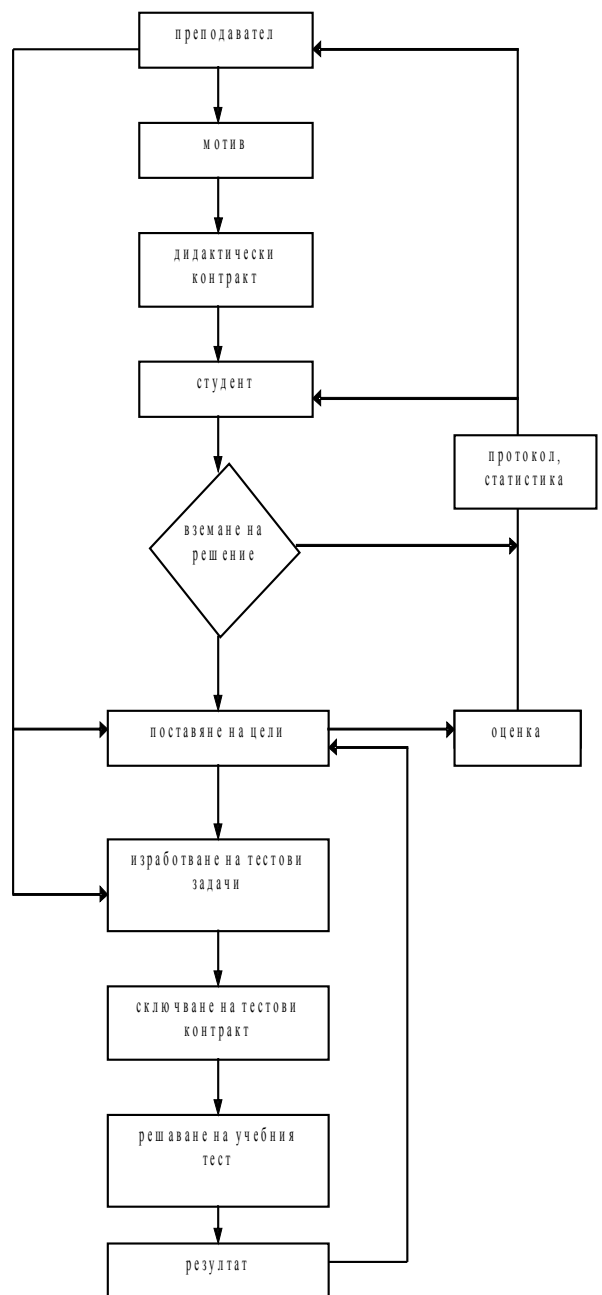 преподавател
мотив
дидактически
контракт
студент
протокол,
статистика
вземане на
решение
поставяне на цели
оценка
изработване на тестови
задачи
сключване на тестови
контракт
решаване на учебния
тест
резултат